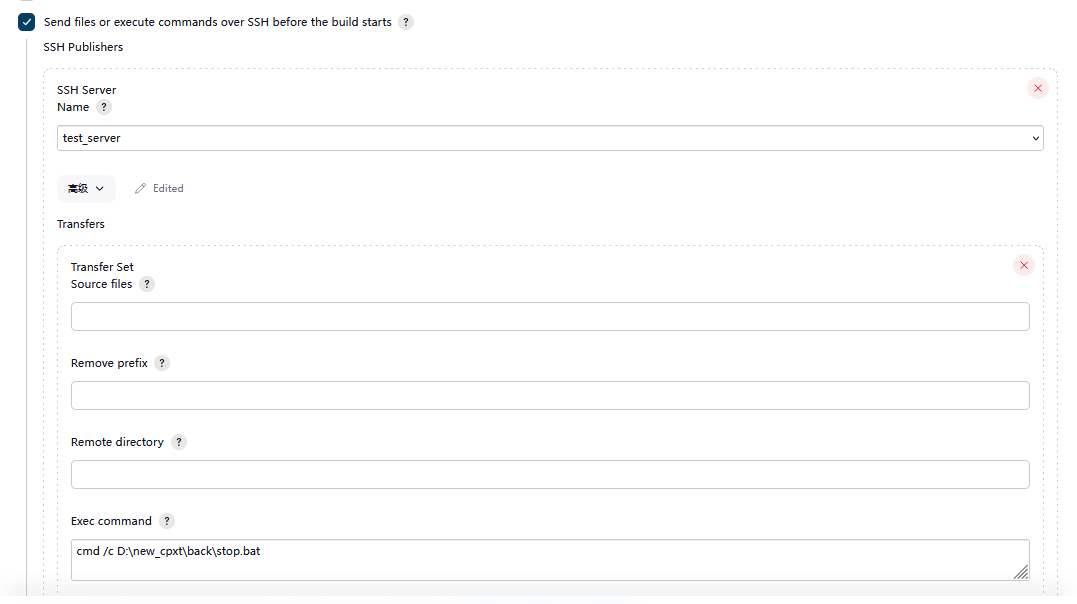 Send files or execute commands over SSH before the build starts ?
SSH Publishers
SSH Server
Name ?
test_server
高级
Edited
Transfers
Transfer Set
Source files ?
Remove prefix ?
Remote directory ?
Exec command ?
cmd /c D:\new_cpxt\back\stop.bat